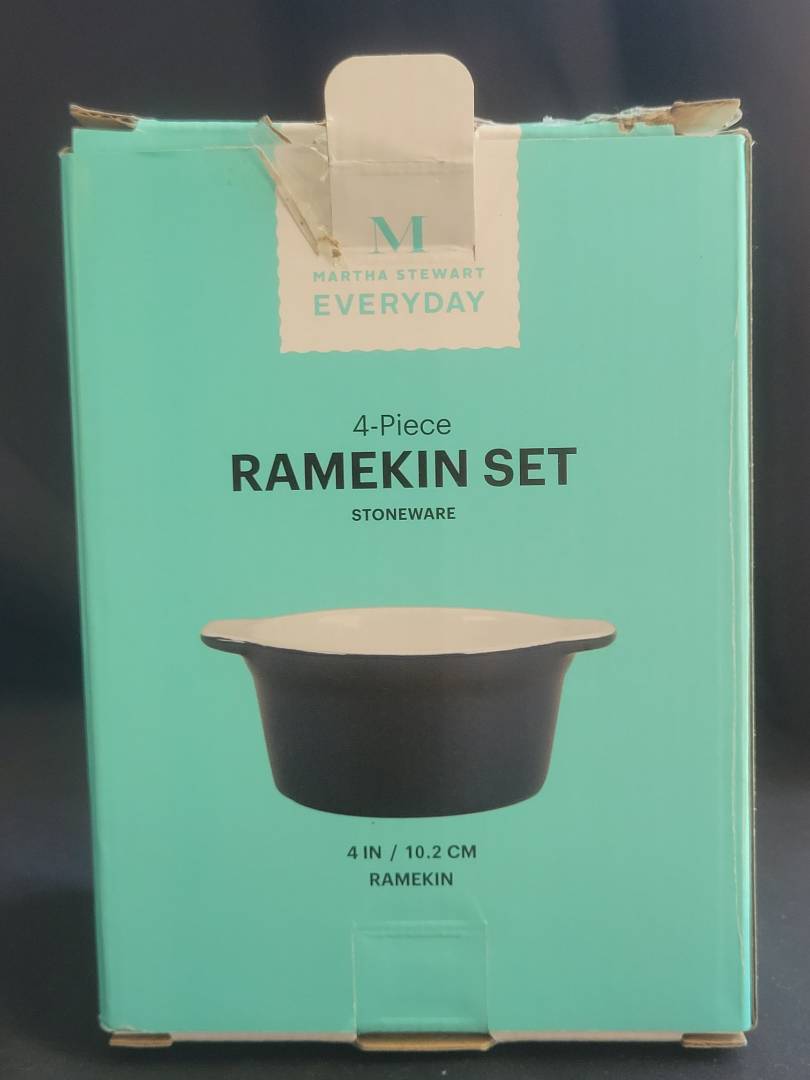 M
MARTHA STEWART
EVERYDAY
4-Piece
RAMEKIN SET
STONEWARE
4 IN / 10.2 CM
RAMEKIN